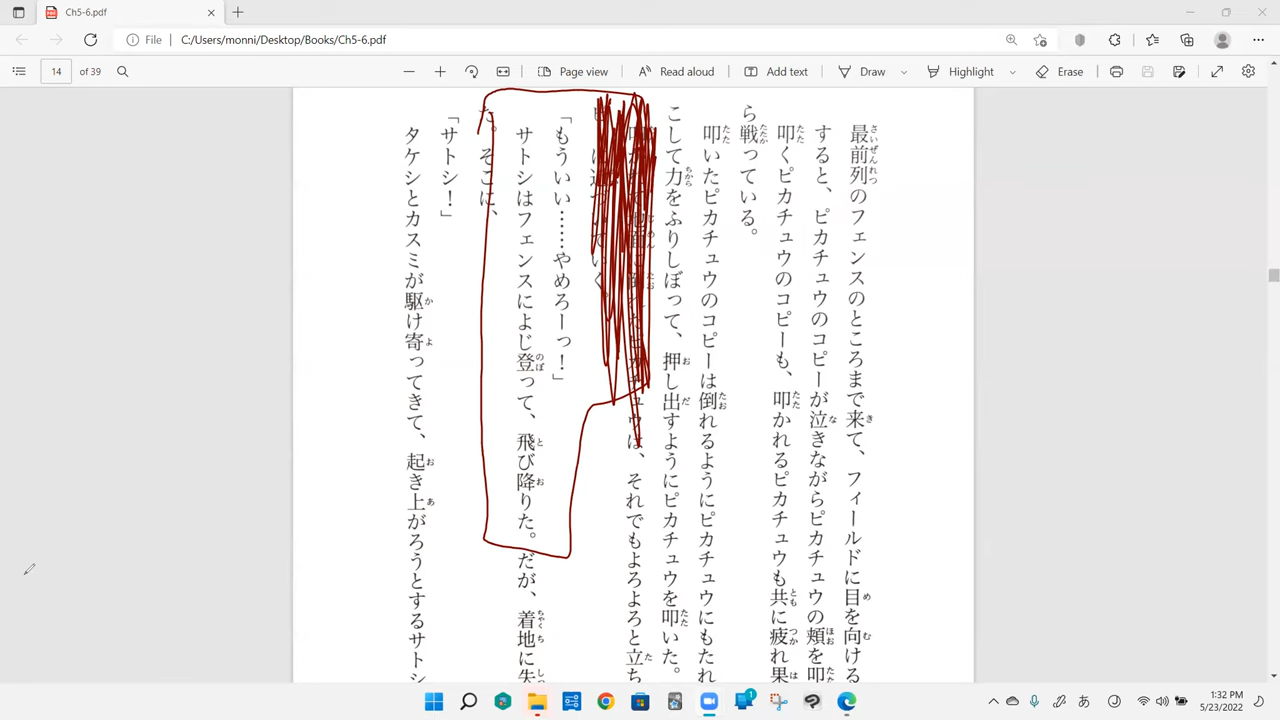 Ch5-6.pdf
File
C:/Users/monni/Desktop/Books/Ch5-6.pdf
14 of 39
Page view
Read aloud
Add text
Draw
Highlight
Erase
最前列のフェンスのところまで来て、フィールドに目を向ける
すると、ピカチュウのコピーが泣きながらピカチュウの頬を叩
叩くピカチュウのコピーも、叩かれるピカチュウも共に疲れ果
ら戦っている。
叩いたピカチュウのコピーは倒れるようにピカチュウにもたれ
こして力をふりしぼって、押し出すようにピカチュウを叩いた。
ピカチュウは、それでもよろよろと立ち
ていく
「もういい……やめろーっ！」
サトシはフェンスによじ登って、飛び降りた。だが、着地に失
た。そこに、
「サトシ！」
タケシとカスミが駆け寄ってきて、起き上がろうとするサトシ
1
あ
1:32 PM
5/23/2022